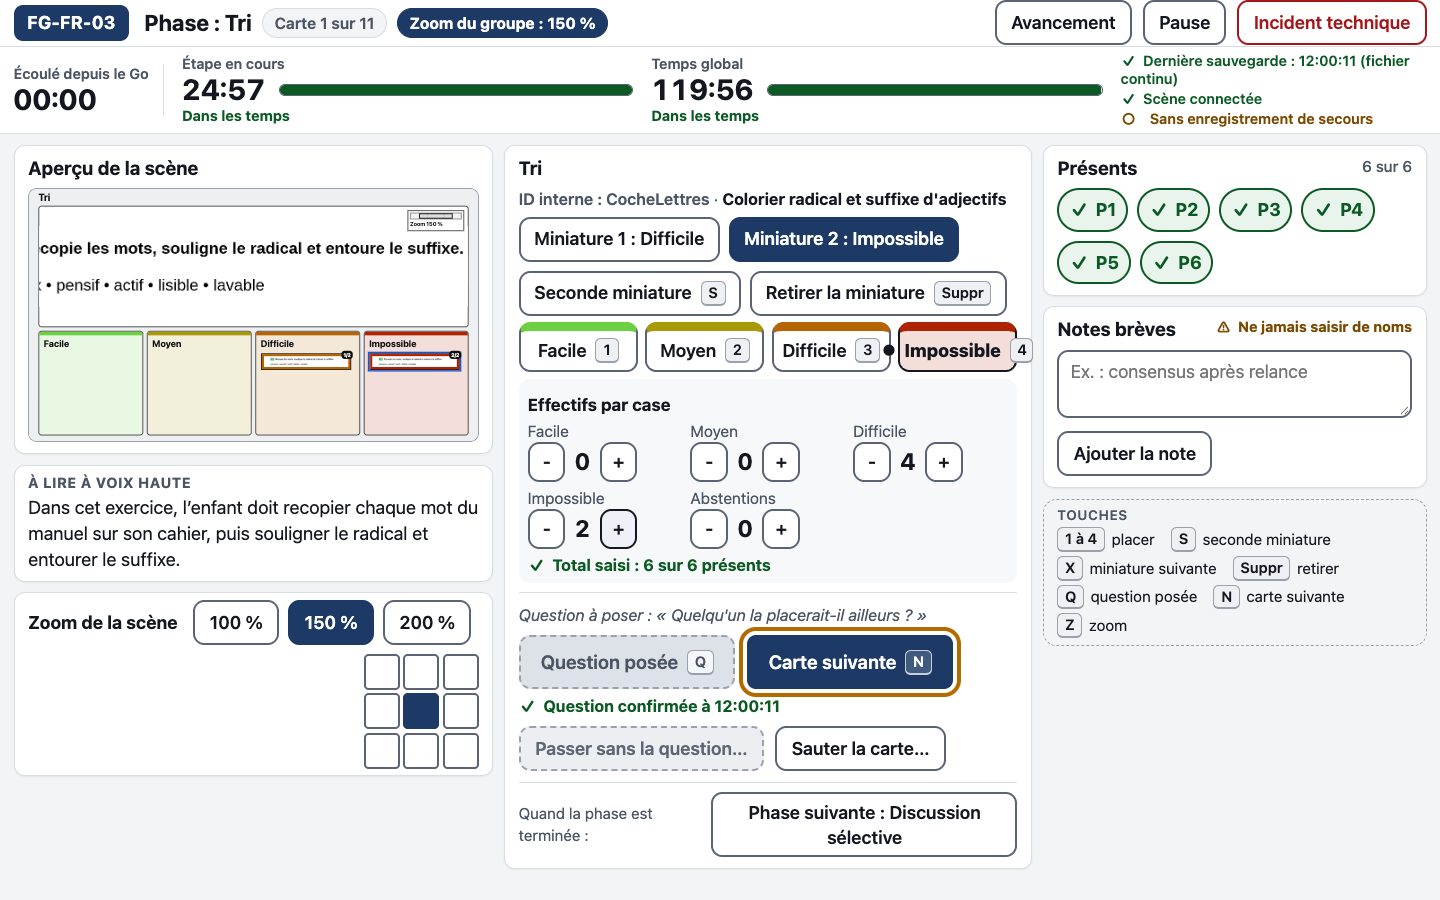 FG-FR-03
Phase : Tri
Carte 1 sur 11
Zoom du groupe : 150 %
Avancement
Pause
Incident technique
Écoulé depuis le Go
00:00
Étape en cours
24:57
Dans les temps
Temps global
119:56
Dans les temps
✓ Dernière sauvegarde : 12:00:11 (fichier
continu)
✓ Scène connectée
Sans enregistrement de secours
Aperçu de la scène
Tri
Zoom 150 %
copie les mots, souligne le radical et entoure le suffixe.
• pensif • actif • lisible • lavable
Facile
Moyen
Difficile
1/2
Impossible
2/2
À LIRE À VOIX HAUTE
Dans cet exercice, l’enfant doit recopier chaque mot du
manuel sur son cahier, puis souligner le radical et
entourer le suffixe.
Zoom de la scène
100 %
150 %
200 %
Tri
ID interne : CocheLettres · Colorier radical et suffixe d'adjectifs
Miniature 1 : Difficile
Miniature 2 : Impossible
Seconde miniature S
Retirer la miniature Suppr
Facile 1
Moyen 2
Difficile 3
Impossible 4
Effectifs par case
Facile
- 0 +
Moyen
- 0 +
Difficile
- 4 +
Impossible
- 2 +
Abstentions
- 0 +
✓ Total saisi : 6 sur 6 présents
Question à poser : « Quelqu'un la placerait-il ailleurs ? »
Question posée Q
Carte suivante N
✓ Question confirmée à 12:00:11
Passer sans la question...
Sauter la carte...
Quand la phase est
terminée :
Phase suivante : Discussion
sélective
Présents
6 sur 6
✓ P1
✓ P2
✓ P3
✓ P4
✓ P5
✓ P6
Notes brèves
Ne jamais saisir de noms
Ex. : consensus après relance
Ajouter la note
TOUCHES
1 à 4 placer S seconde miniature
X miniature suivante Suppr retirer
Q question posée N carte suivante
Z zoom